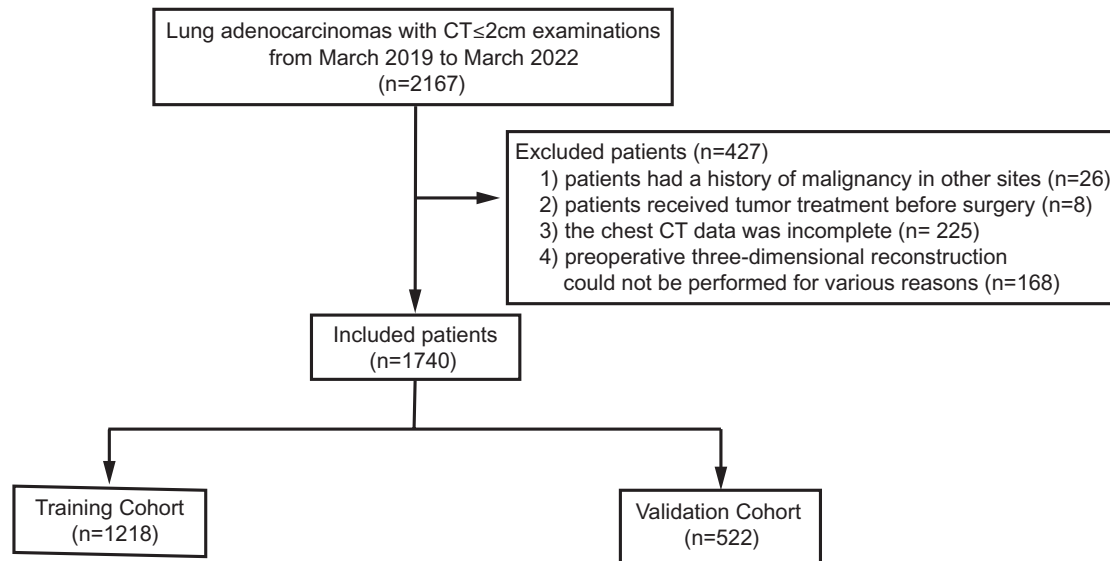 Lung adenocarcinomas with CT≤2cm examinations
from March 2019 to March 2022
(n=2167)
Excluded patients (n=427)
1) patients had a history of malignancy in other sites (n=26)
2) patients received tumor treatment before surgery (n=8)
3) the chest CT data was incomplete (n= 225)
4) preoperative three-dimensional reconstruction
could not be performed for various reasons (n=168)
Included patients
(n=1740)
Training Cohort
(n=1218)
Validation Cohort
(n=522)